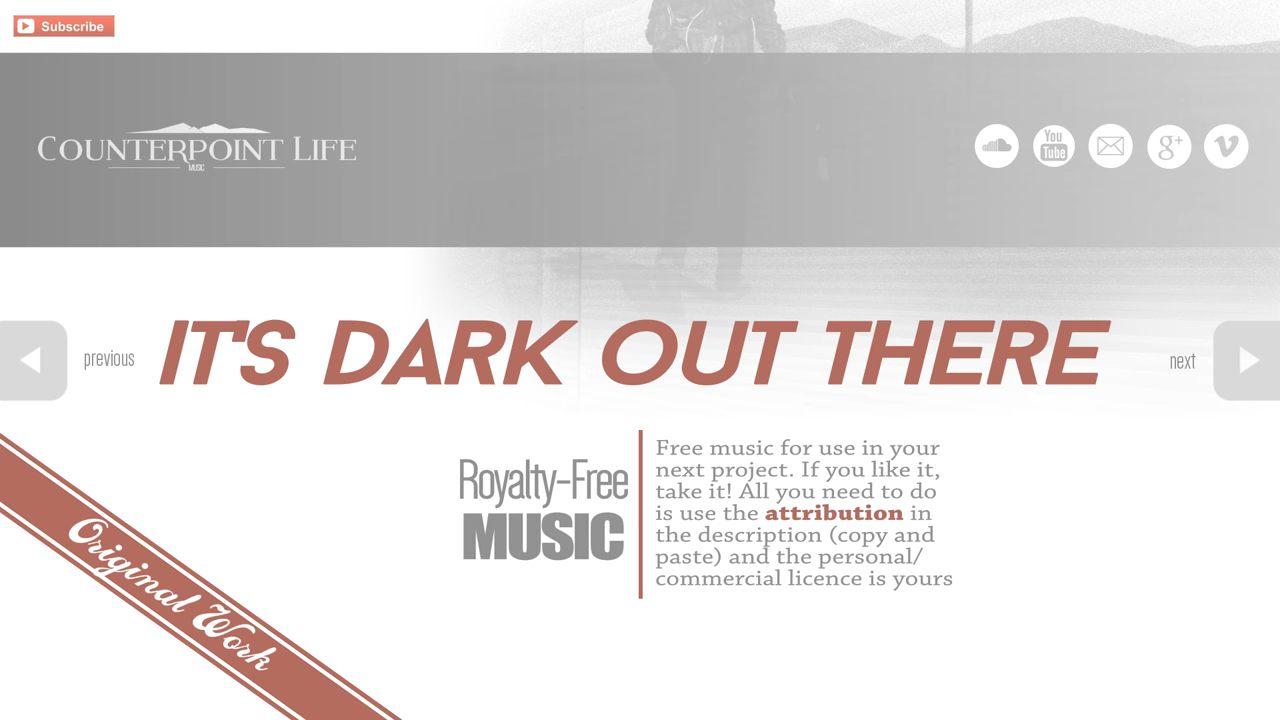 Subscribe
COUNTERPOINT LIFE
MUSIC
You
Tube
g+
IT'S DARK OUT THERE
previous
next
Royalty-Free
MUSIC
Free music for use in your
next project. If you like it,
take it! All you need to do
is use the attribution in
the description (copy and
paste) and the personal/
commercial licence is yours
Original Work